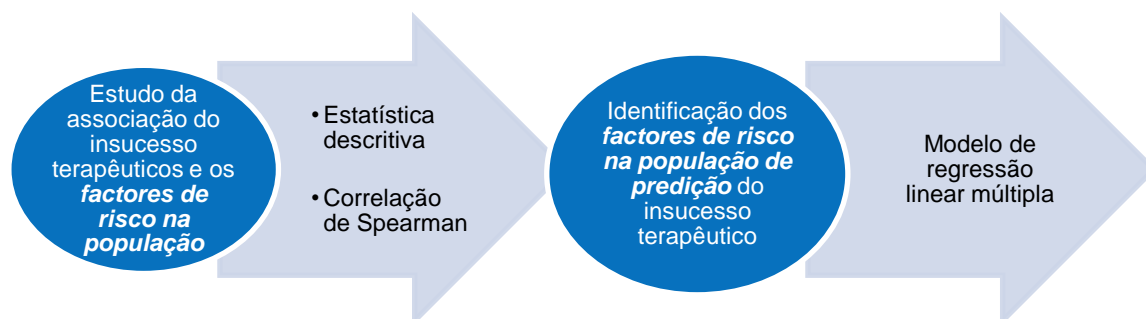 Estudo da
associação do
insucesso
terapêuticos e os
factores de
risco na
população
• Estatística
descritiva
• Correlação
de Spearman
Identificação dos
factores de risco
na população de
predição do
insucesso
terapêutico
Modelo de
regressão
linear múltipla